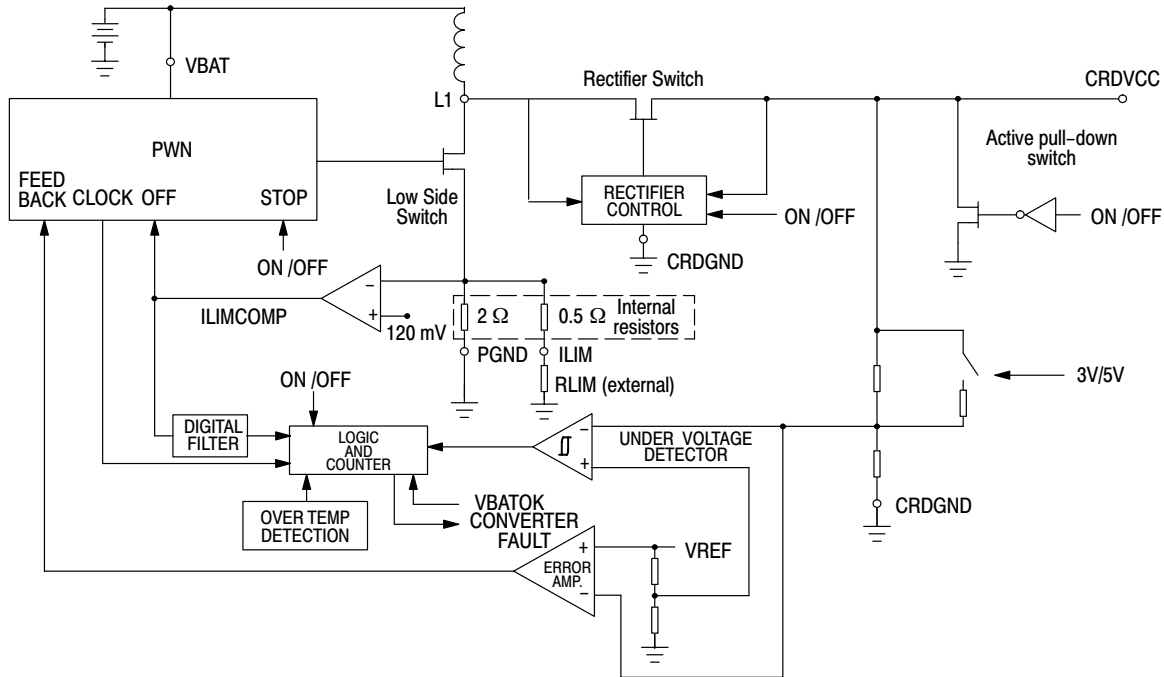 VBAT
L1
Rectifier Switch
CRDVCC
PWN
FEED
BACK
CLOCK
OFF
STOP
Low Side
Switch
RECTIFIER
CONTROL
Active pull–down
switch
ON /OFF
ON /OFF
ON /OFF
CRDGND
ILIMCOMP
–
+
120 mV
2 Ω
0.5 Ω
Internal
resistors
PGND
ILIM
RLIM (external)
3V/5V
ON /OFF
DIGITAL
FILTER
LOGIC
AND
COUNTER
–
+
UNDER VOLTAGE
DETECTOR
CRDGND
OVER TEMP
DETECTION
VBATOK
CONVERTER
FAULT
+
–
ERROR
AMP.
VREF